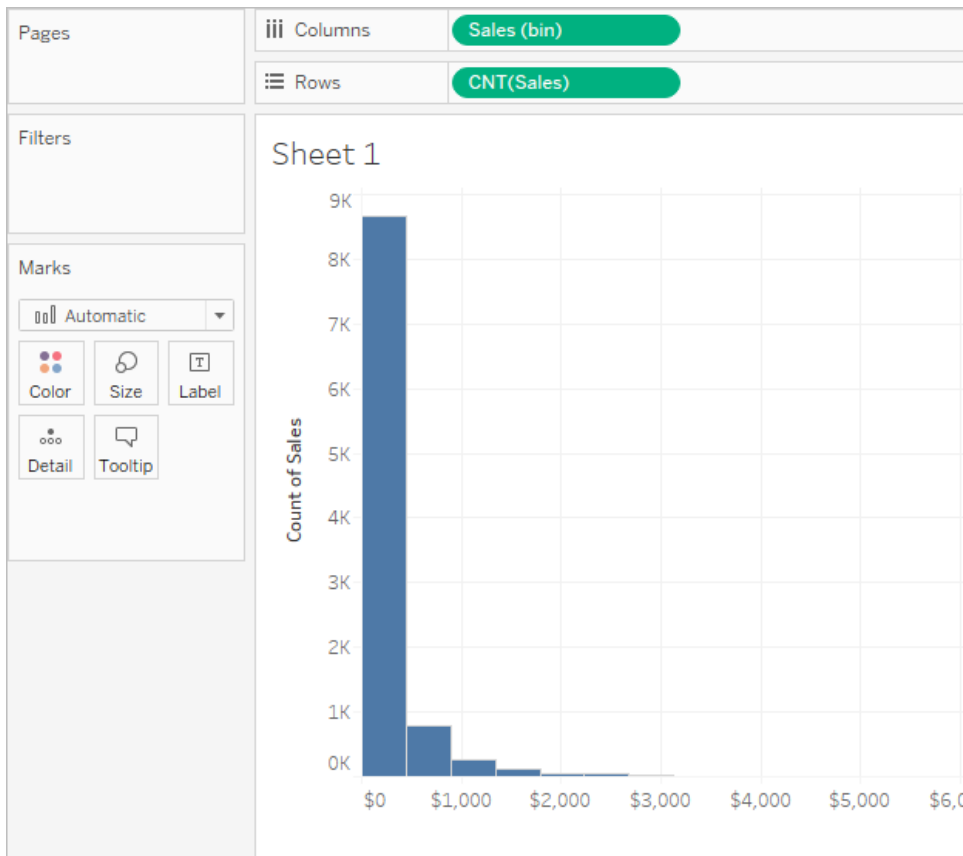 Pages
Columns
Sales (bin)
Rows
CNT(Sales)
Filters
Sheet 1
Marks
Automatic
Color
Size
T
Label
Detail
Tooltip
Count of Sales
9K
8K
7K
6K
5K
4K
3K
2K
1K
0K
$0 $1,000 $2,000 $3,000 $4,000 $5,000